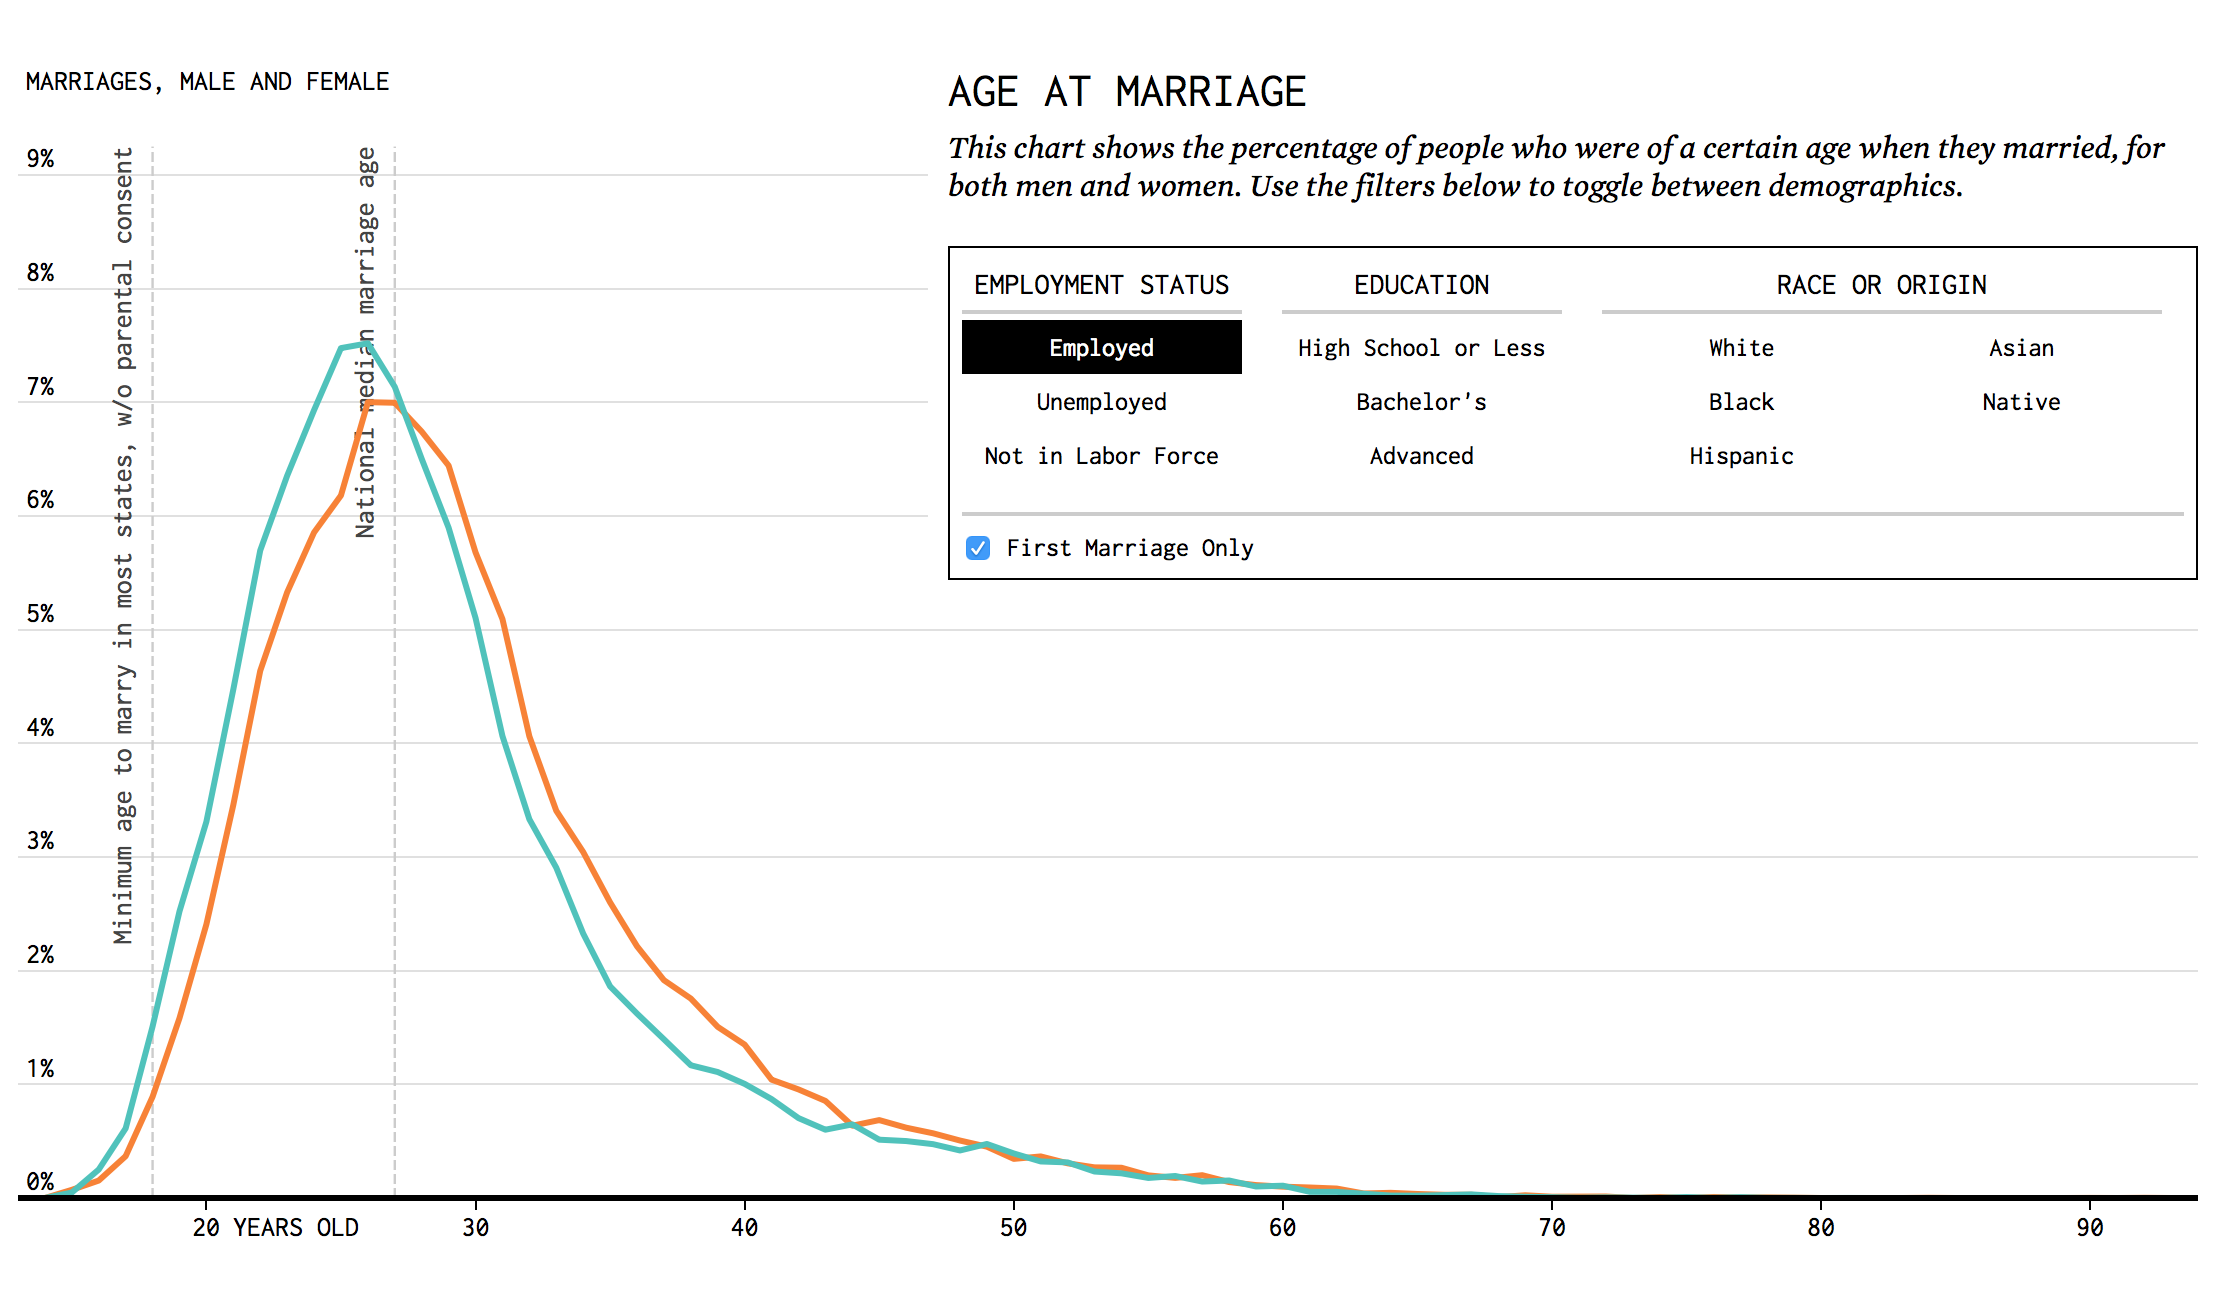 MARRIAGES, MALE AND FEMALE
AGE AT MARRIAGE
This chart shows the percentage of people who were of a certain age when they married, for
both men and women. Use the filters below to toggle between demographics.
EMPLOYMENT STATUS
Employed
Unemployed
Not in Labor Force
EDUCATION
High School or Less
Bachelor's
Advanced
RACE OR ORIGIN
White
Asian
Black
Native
Hispanic
First Marriage Only
9%
8%
7%
6%
5%
4%
3%
2%
1%
0%
Minimum age to marry in most states, w/o parental consent
National median marriage age
20 YEARS OLD
30
40
50
60
70
80
90